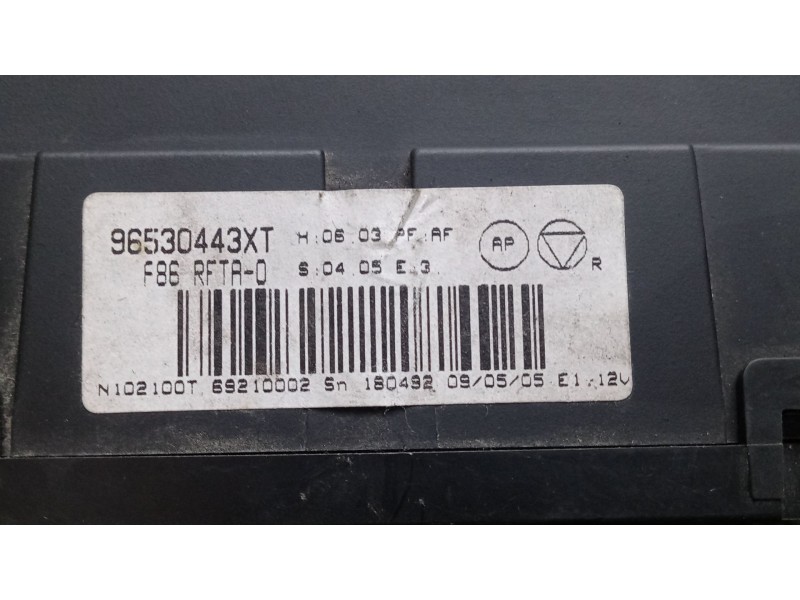 96530443XT H:06.03 PF:AF
F86 RFTA-0 S:04.05 E.3
AP
R
N102100T 69210002 Sn 180492 09/05/05 E1.12V